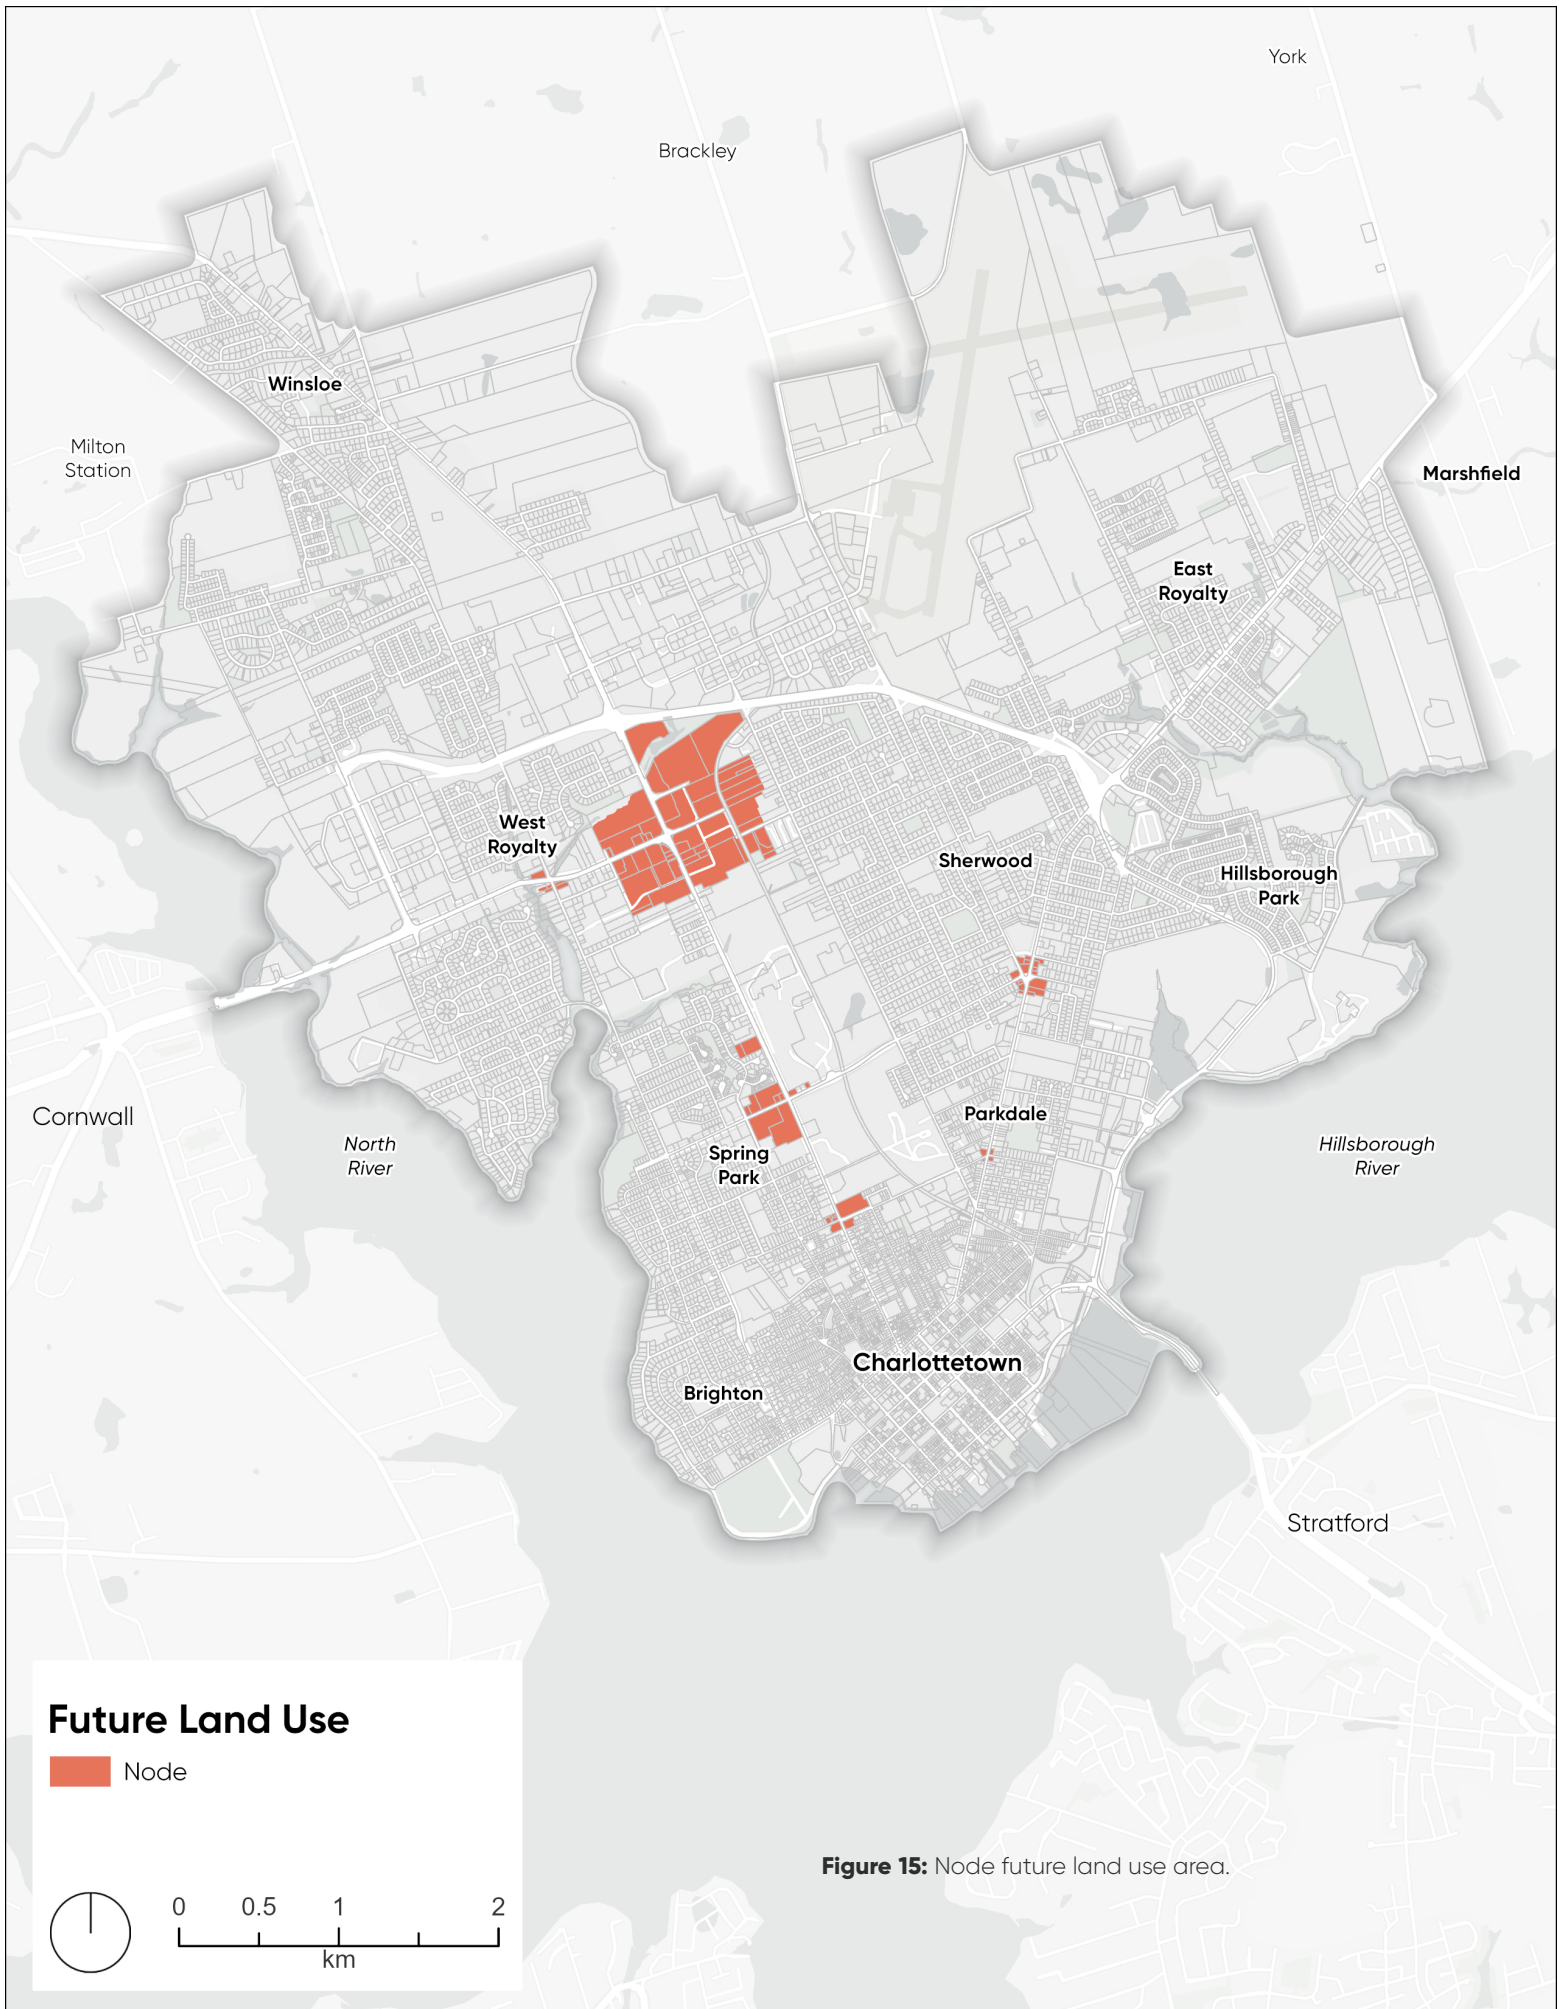 York
Brackley
Winsloe
Milton
Station
Marshfield
East
Royalty
West
Royalty
Sherwood
Hillsborough
Park
Cornwall
North
River
Parkdale
Hillsborough
River
Spring
Park
Charlottetown
Brighton
Stratford
Future Land Use
Node
Figure 15: Node future land use area.
0 0.5 1 2
km